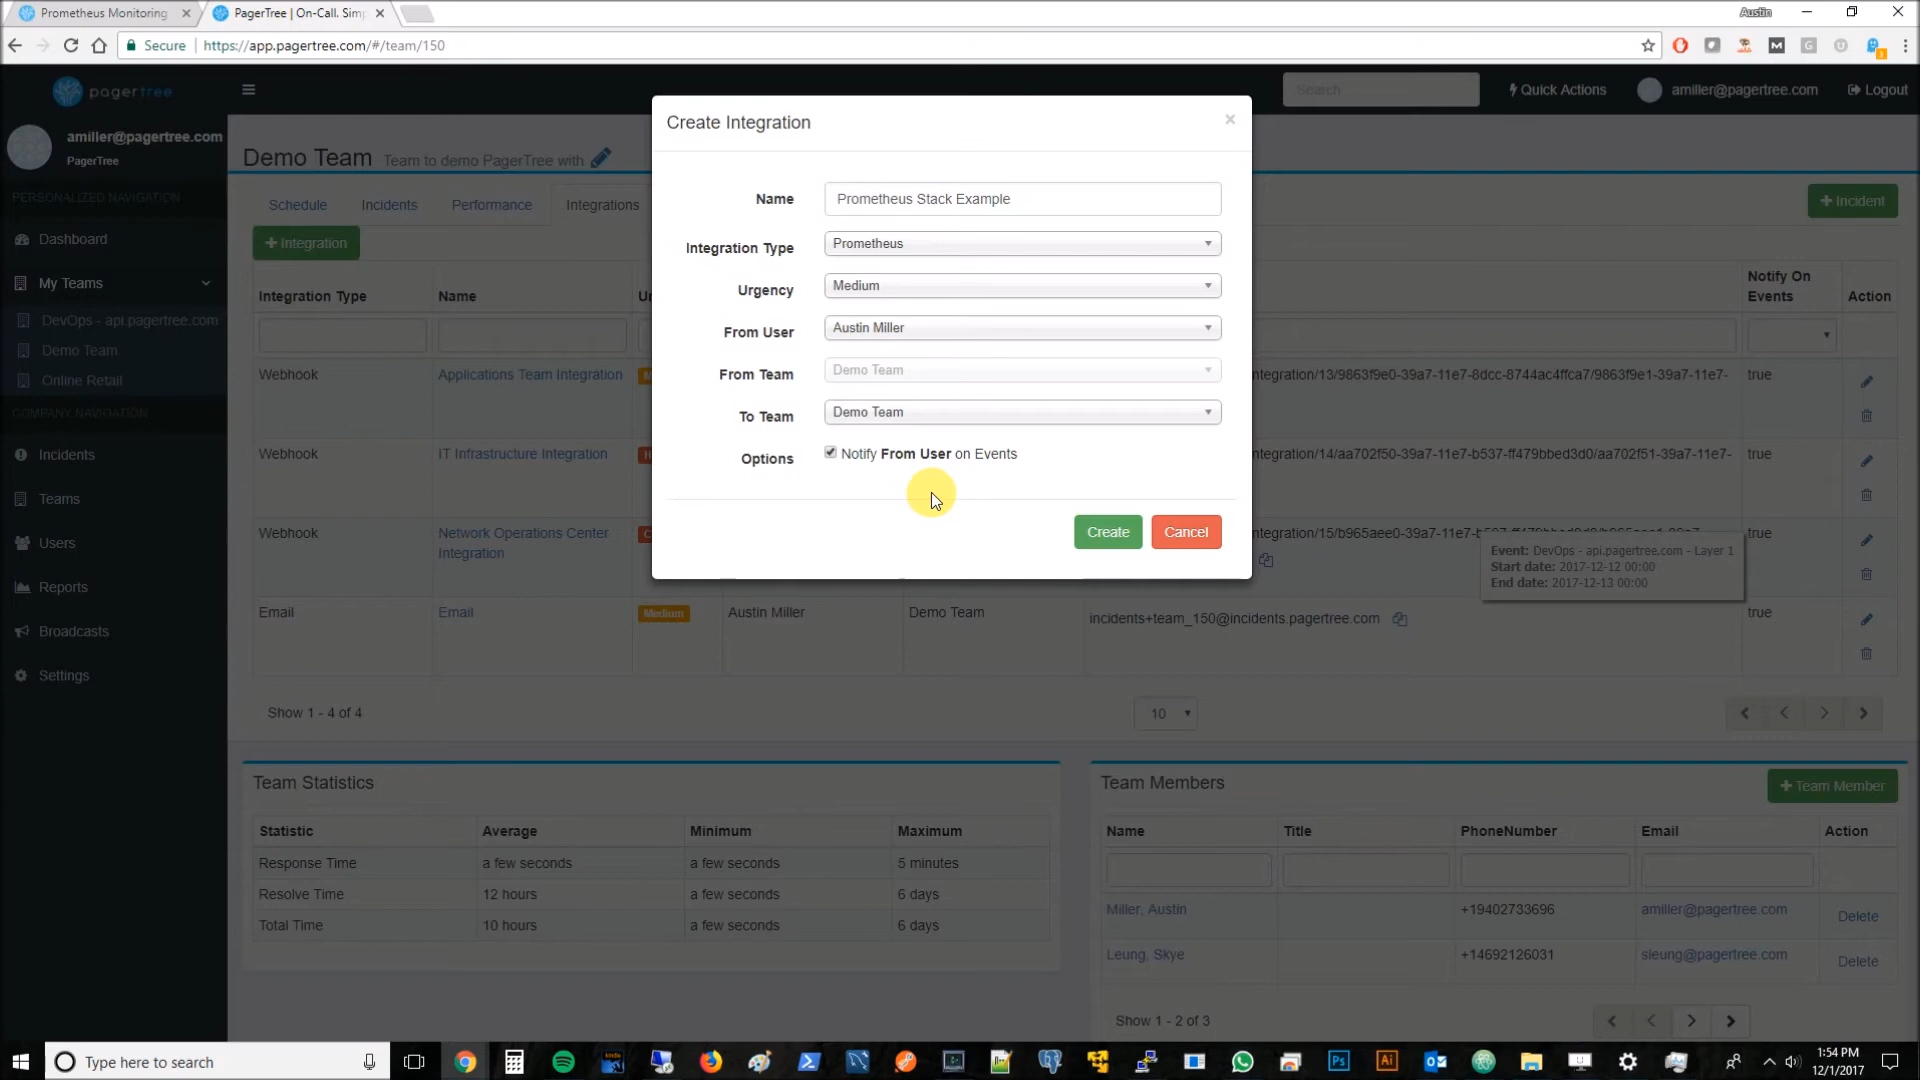 Prometheus Monitoring
PagerTree | On-Call. Simp
Austin
Secure
https://app.pagertree.com/#/team/150
pagertree
Search
Quick Actions
amiller@pagertree.com
Logout
amiller@pagertree.com
PagerTree
PERSONALIZED NAVIGATION
Dashboard
My Teams
DevOps - api.pagertree.com
Demo Team
Online Retail
COMPANY NAVIGATION
Incidents
Teams
Users
Reports
Broadcasts
Settings
Demo Team Team to demo PagerTree with
Schedule Incidents Performance Integrations
+ Incident
+ Integration
Integration Type Name
Notify On Events Action
Webhook Applications Team Integration
ntegration/13/9863f9e0-39a7-11e7-8dcc-8744ac4ffca7/9863f9e1-39a7-11e7- true
Webhook IT Infrastructure Integration
ntegration/14/aa702f50-39a7-11e7-b537-ff479bbed3d0/aa702f51-39a7-11e7- true
Webhook Network Operations Center Integration
true
Email Email Medium Austin Miller Demo Team incidents+team_150@incidents.pagertree.com true
Show 1 - 4 of 4
10
Create Integration
×
Name Prometheus Stack Example
Integration Type Prometheus
Urgency Medium
From User Austin Miller
From Team Demo Team
To Team Demo Team
Options Notify From User on Events
Create Cancel
Event: DevOps - api.pagertree.com - Layer 1
Start date: 2017-12-12 00:00
End date: 2017-12-13 00:00
Team Statistics
Statistic Average Minimum Maximum
Response Time a few seconds a few seconds 5 minutes
Resolve Time 12 hours a few seconds 6 days
Total Time 10 hours a few seconds 6 days
Team Members
+ Team Member
Name Title PhoneNumber Email Action
Miller, Austin +19402733696 amiller@pagertree.com Delete
Leung, Skye +14692126031 sleung@pagertree.com Delete
Show 1 - 2 of 3
Type here to search
1:54 PM
12/1/2017